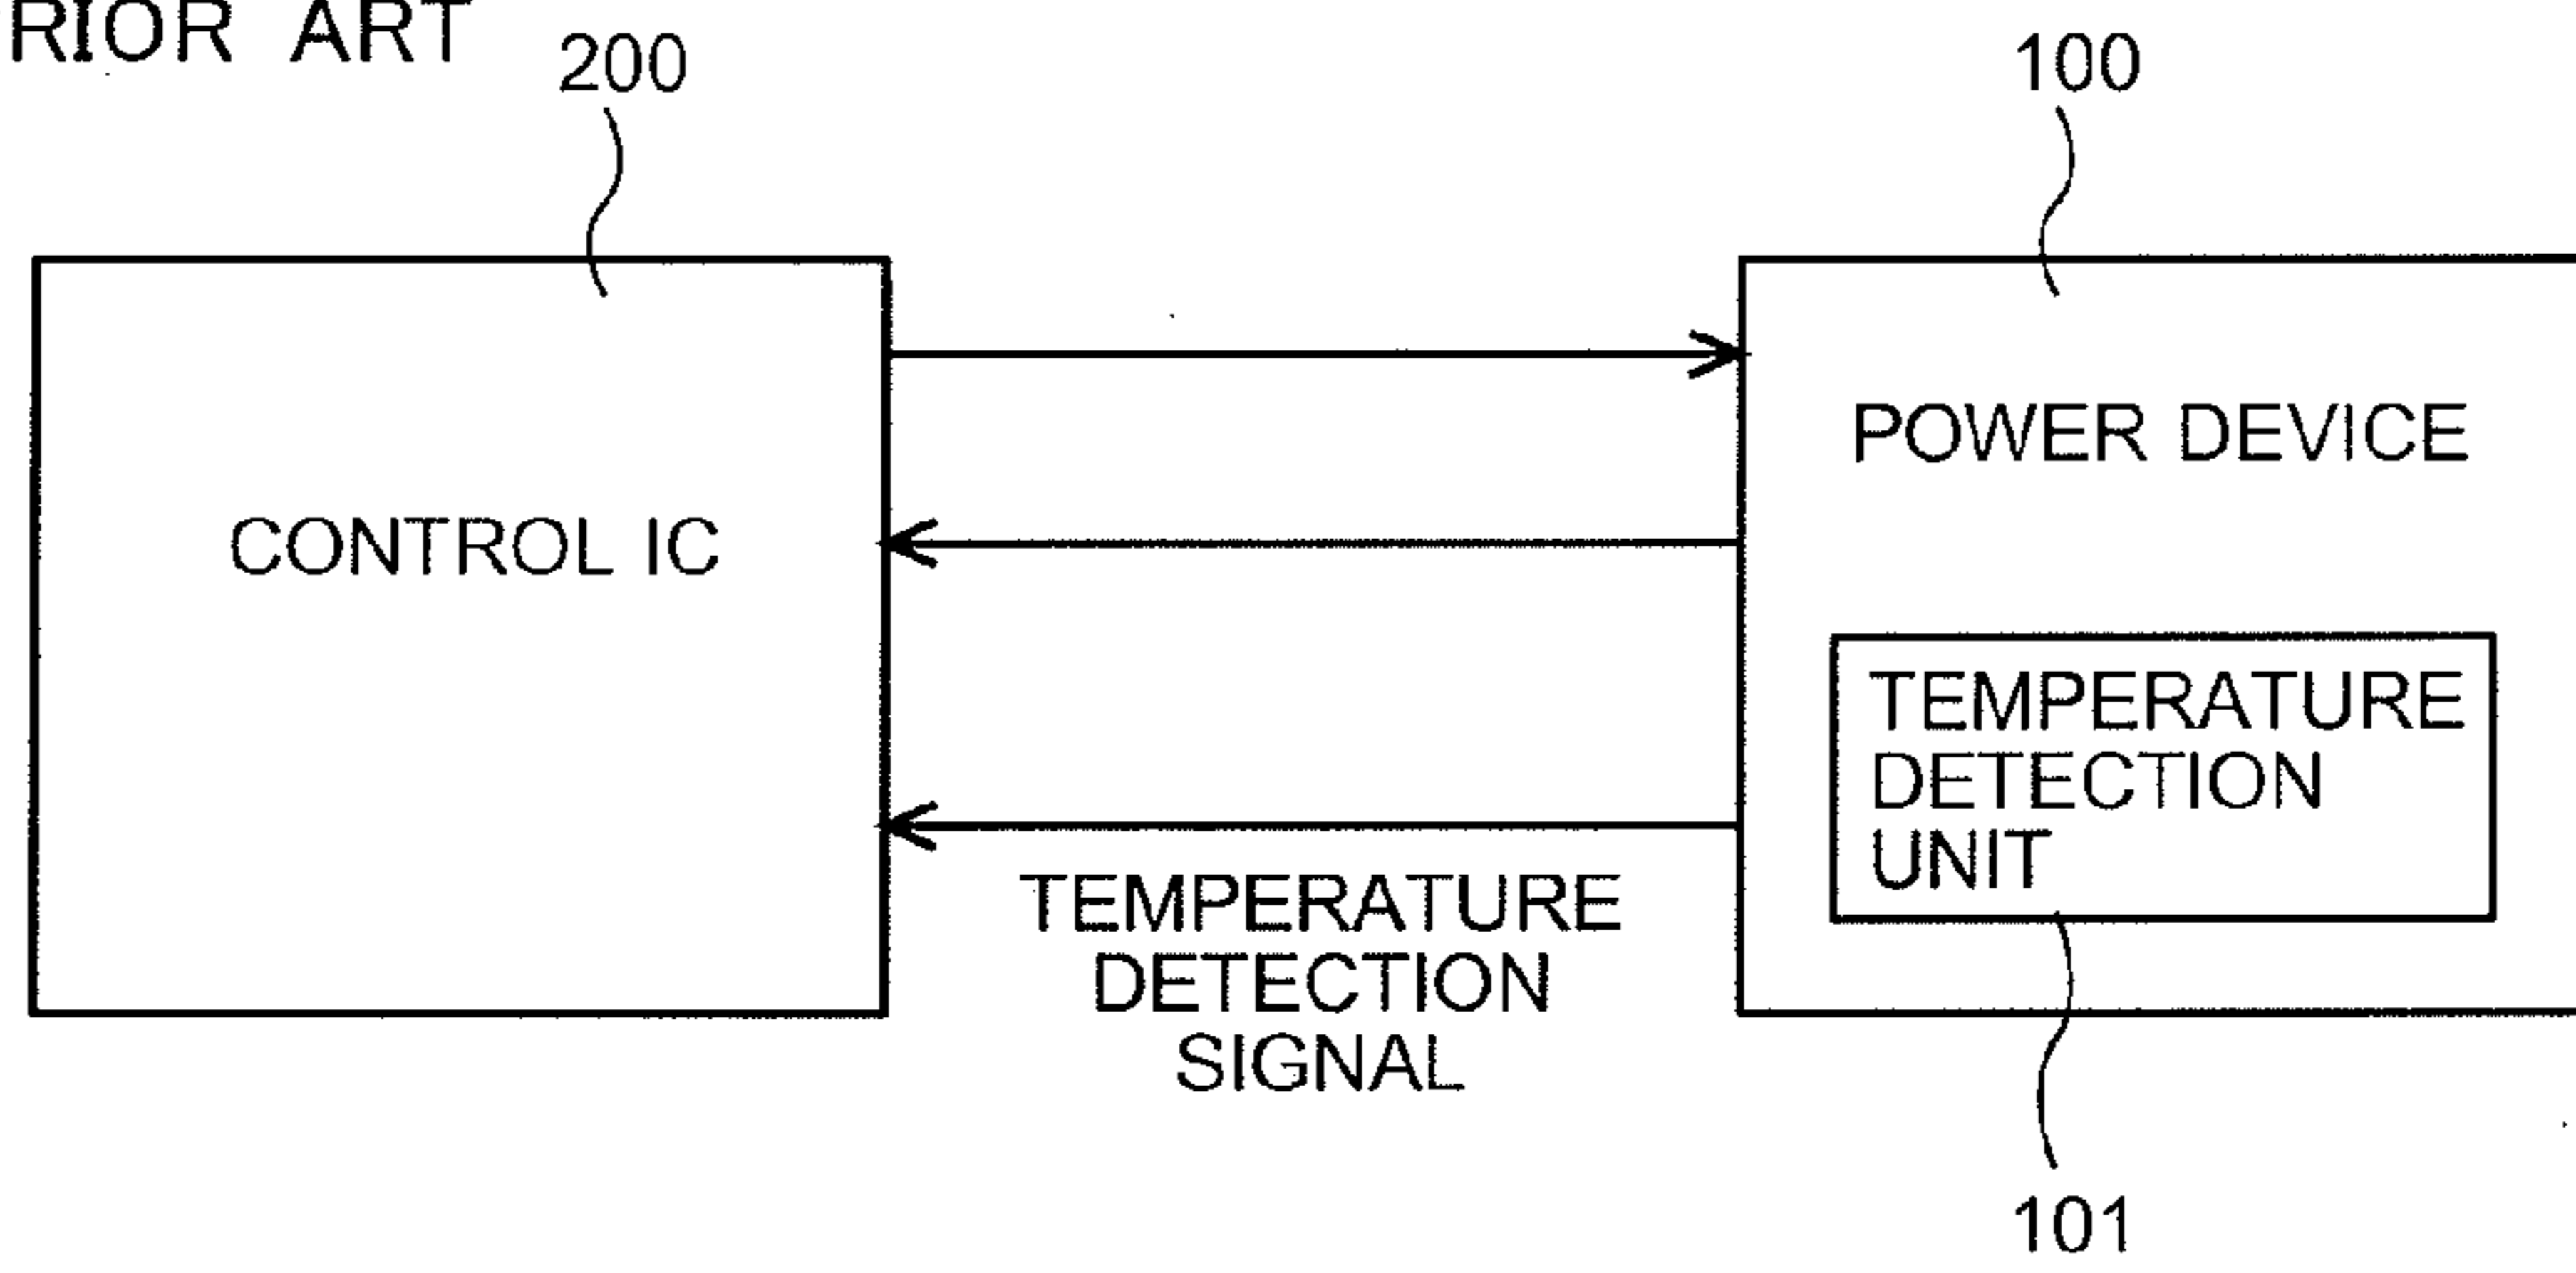 RIOR ART
200
100
CONTROL IC
POWER DEVICE
TEMPERATURE
DETECTION
UNIT
TEMPERATURE
DETECTION
SIGNAL
101